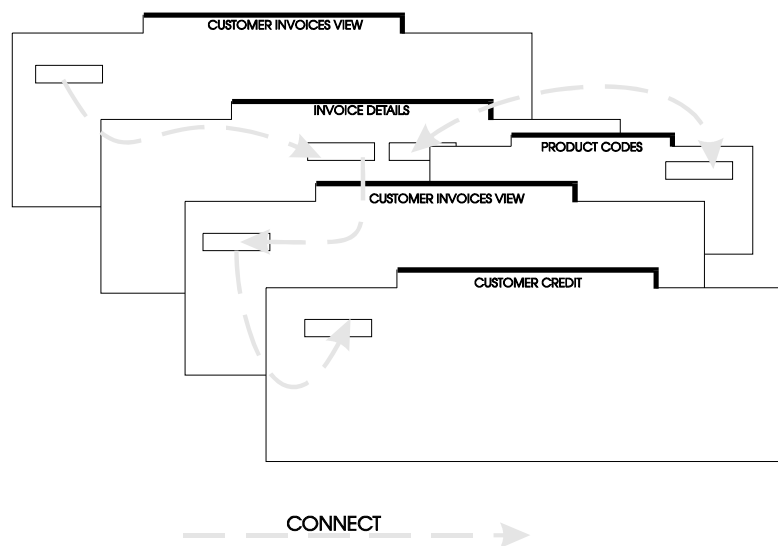 CUSTOMER INVOICES VIEW
INVOICE DETAILS
PRODUCT CODES
CUSTOMER INVOICES VIEW
CUSTOMER CREDIT
CONNECT